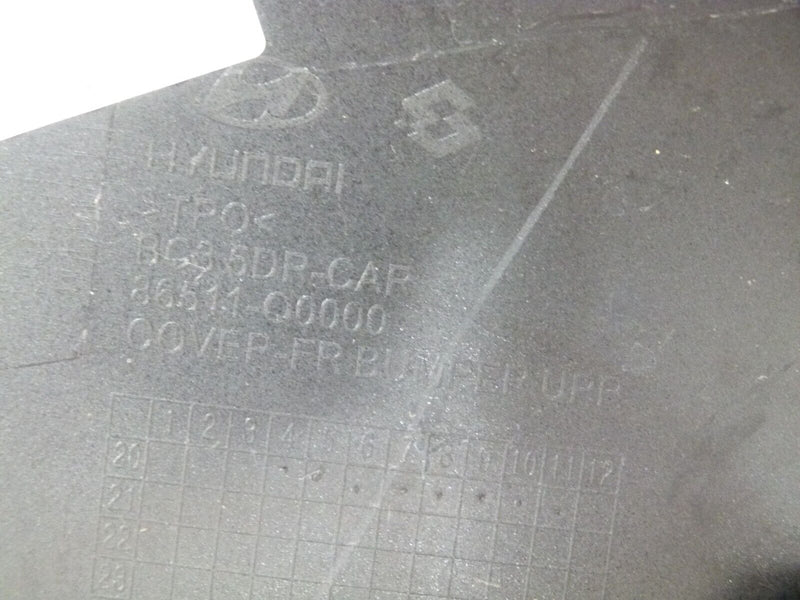 HYUNDAI
>TPO<
BC3 5DR-CAR
86511-Q0000
COVER-FR BUMPER UPR
1 2 3 4 5 6 7 8 9 10 11 12
20
21
22
23